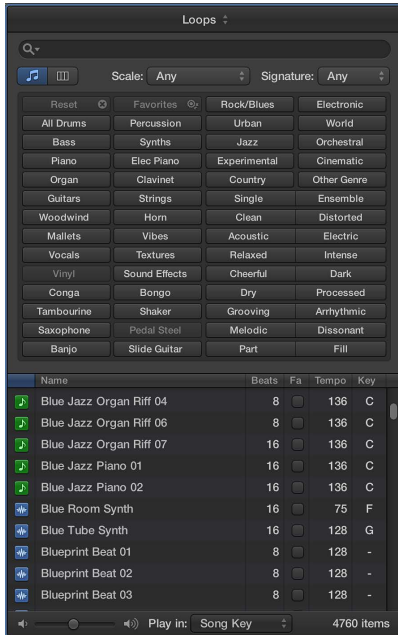 Loops
Scale: Any Signature: Any
Reset Favorites Rock/Blues Electronic
All Drums Percussion Urban World
Bass Synths Jazz Orchestral
Piano Elec Piano Experimental Cinematic
Organ Clavinet Country Other Genre
Guitars Strings Single Ensemble
Woodwind Horn Clean Distorted
Mallets Vibes Acoustic Electric
Vocals Textures Relaxed Intense
Vinyl Sound Effects Cheerful Dark
Conga Bongo Dry Processed
Tambourine Shaker Grooving Arrhythmic
Saxophone Pedal Steel Melodic Dissonant
Banjo Slide Guitar Part Fill
Name Beats Fa Tempo Key
Blue Jazz Organ Riff 04 8 136 C
Blue Jazz Organ Riff 06 8 136 C
Blue Jazz Organ Riff 07 16 136 C
Blue Jazz Piano 01 16 136 C
Blue Jazz Piano 02 16 136 C
Blue Room Synth 16 75 F
Blue Tube Synth 16 128 G
Blueprint Beat 01 8 128 -
Blueprint Beat 02 8 128 -
Blueprint Beat 03 8 128 -
Play in: Song Key 4760 items